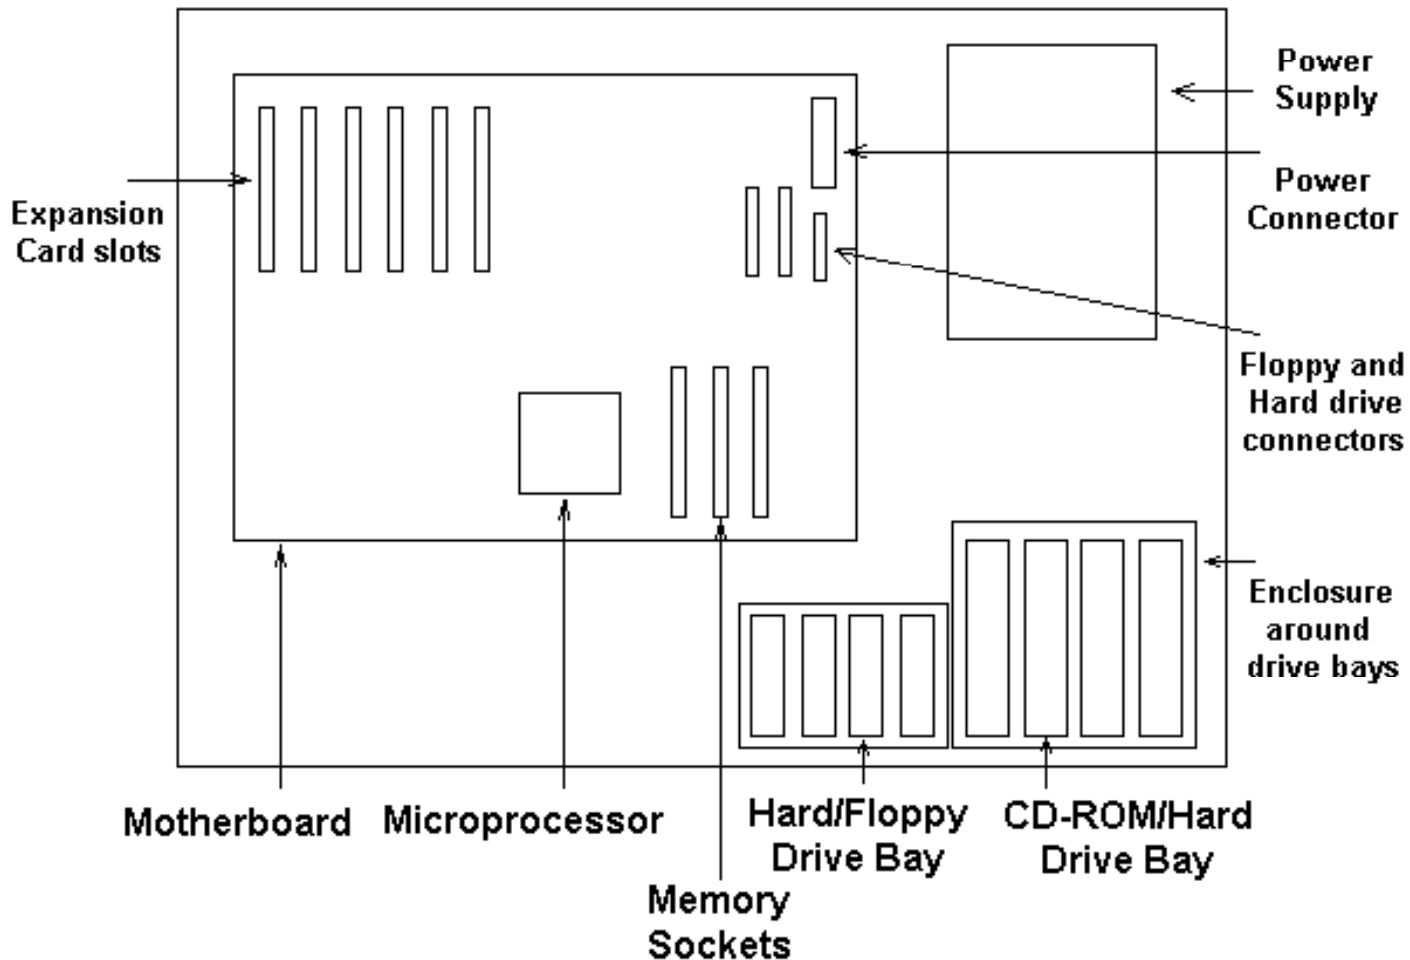 Power
Supply
Power
Connector
Expansion
Card slots
Floppy and
Hard drive
connectors
Enclosure
around
drive bays
Motherboard
Microprocessor
Hard/Floppy
Drive Bay
CD-ROM/Hard
Drive Bay
Memory
Sockets